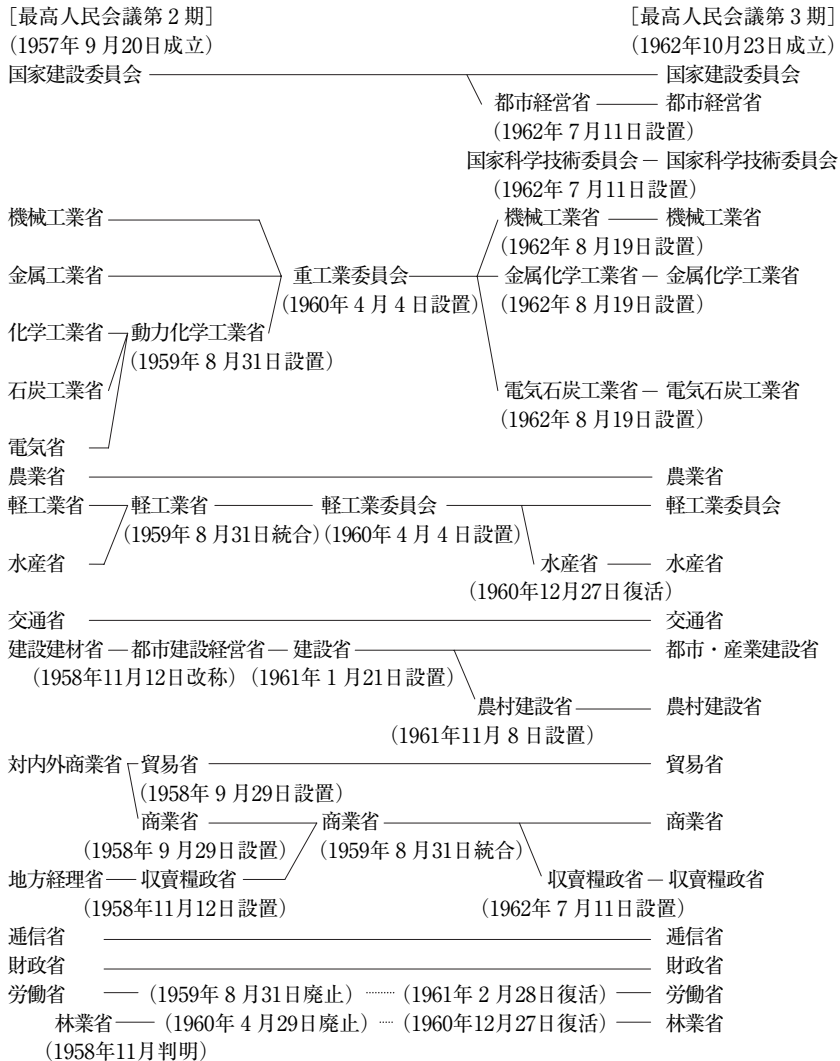 ［最高人民会議第２期］ ［最高人民会議第３期］
（1957年９月20日成立） （1962年10月23日成立）
国家建設委員会 国家建設委員会
都市経営省 都市経営省
（1962年７月11日設置）
国家科学技術委員会 国家科学技術委員会
（1962年７月11日設置）
機械工業省 機械工業省 機械工業省
（1962年８月19日設置）
金属工業省 重工業委員会 金属化学工業省 金属化学工業省
（1960年４月４日設置） （1962年８月19日設置）
化学工業省 動力化学工業省
（1959年８月31日設置）
石炭工業省 電気石炭工業省 電気石炭工業省
（1962年８月19日設置）
電気省
農業省 農業省
軽工業省 軽工業省 軽工業委員会 軽工業委員会
（1959年８月31日統合）（1960年４月４日設置）
水産省 水産省 水産省
（1960年12月27日復活）
交通省 交通省
建設建材省 都市建設経営省 建設省 都市・産業建設省
（1958年11月12日改称）（1961年１月21日設置）
農村建設省 農村建設省
（1961年11月８日設置）
対内外商業省 貿易省 貿易省
（1958年９月29日設置）
商業省 商業省 商業省
（1958年９月29日設置） （1959年８月31日統合）
地方経理省 収買糧政省 収買糧政省 収買糧政省
（1958年11月12日設置） （1962年７月11日設置）
逓信省 逓信省
財政省 財政省
労働省 （1959年８月31日廃止） （1961年２月28日復活） 労働省
林業省 （1960年４月29日廃止） （1960年12月27日復活） 林業省
（1958年11月判明）